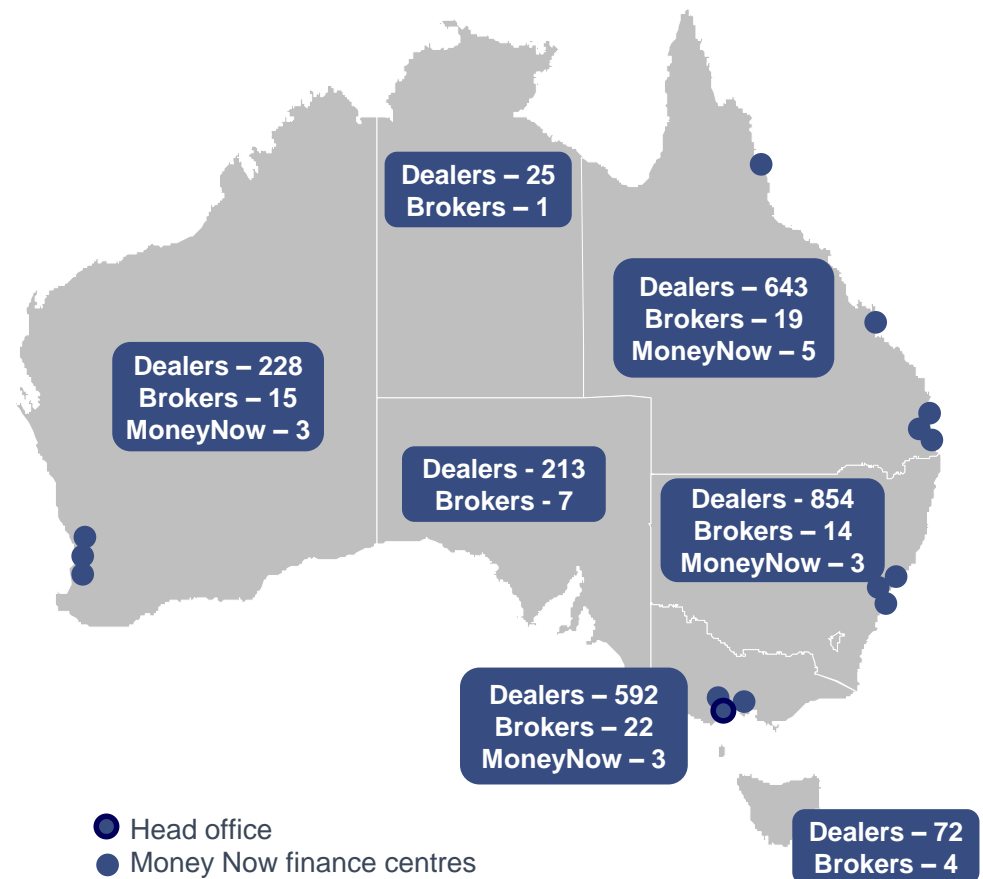 Dealers – 25
Brokers – 1
Dealers – 643
Brokers – 19
MoneyNow – 5
Dealers – 228
Brokers – 15
MoneyNow – 3
Dealers - 213
Brokers - 7
Dealers - 854
Brokers – 14
MoneyNow – 3
Dealers – 592
Brokers – 22
MoneyNow – 3
Dealers – 72
Brokers – 4
Head office
Money Now finance centres